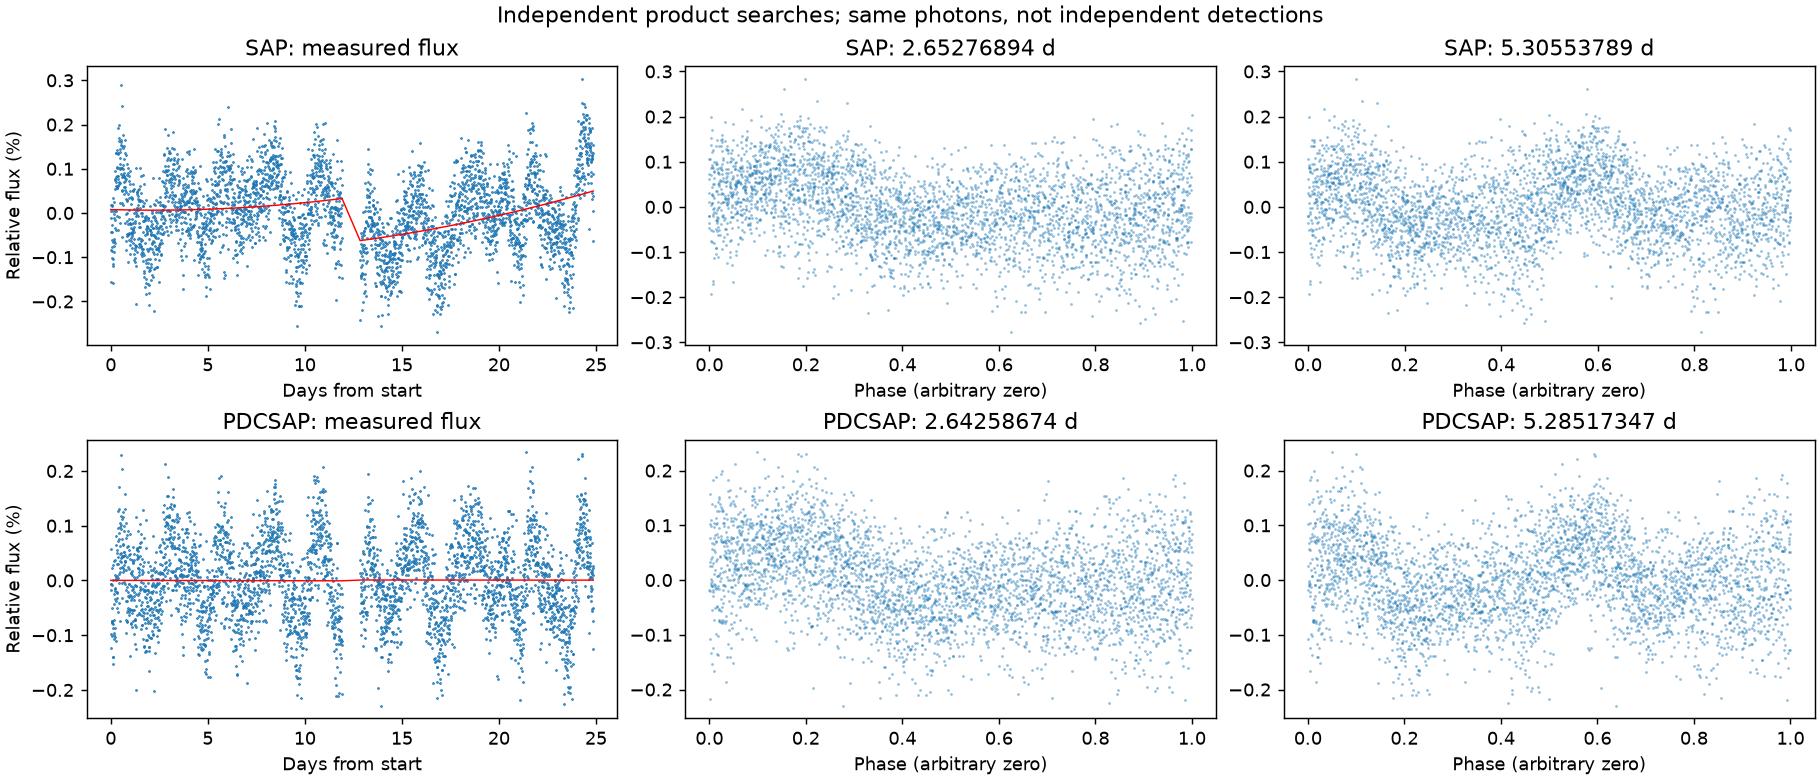 Independent product searches; same photons, not independent detections
SAP: measured flux
SAP: 2.65276894 d
SAP: 5.30553789 d
Relative flux (%)
0.3
0.2
0.1
0.0
−0.1
−0.2
0 5 10 15 20 25
Days from start
0.3
0.2
0.1
0.0
−0.1
−0.2
−0.3
0.0 0.2 0.4 0.6 0.8 1.0
Phase (arbitrary zero)
0.3
0.2
0.1
0.0
−0.1
−0.2
−0.3
0.0 0.2 0.4 0.6 0.8 1.0
Phase (arbitrary zero)
PDCSAP: measured flux
PDCSAP: 2.64258674 d
PDCSAP: 5.28517347 d
Relative flux (%)
0.2
0.1
0.0
−0.1
−0.2
0 5 10 15 20 25
Days from start
0.2
0.1
0.0
−0.1
−0.2
0.0 0.2 0.4 0.6 0.8 1.0
Phase (arbitrary zero)
0.2
0.1
0.0
−0.1
−0.2
0.0 0.2 0.4 0.6 0.8 1.0
Phase (arbitrary zero)